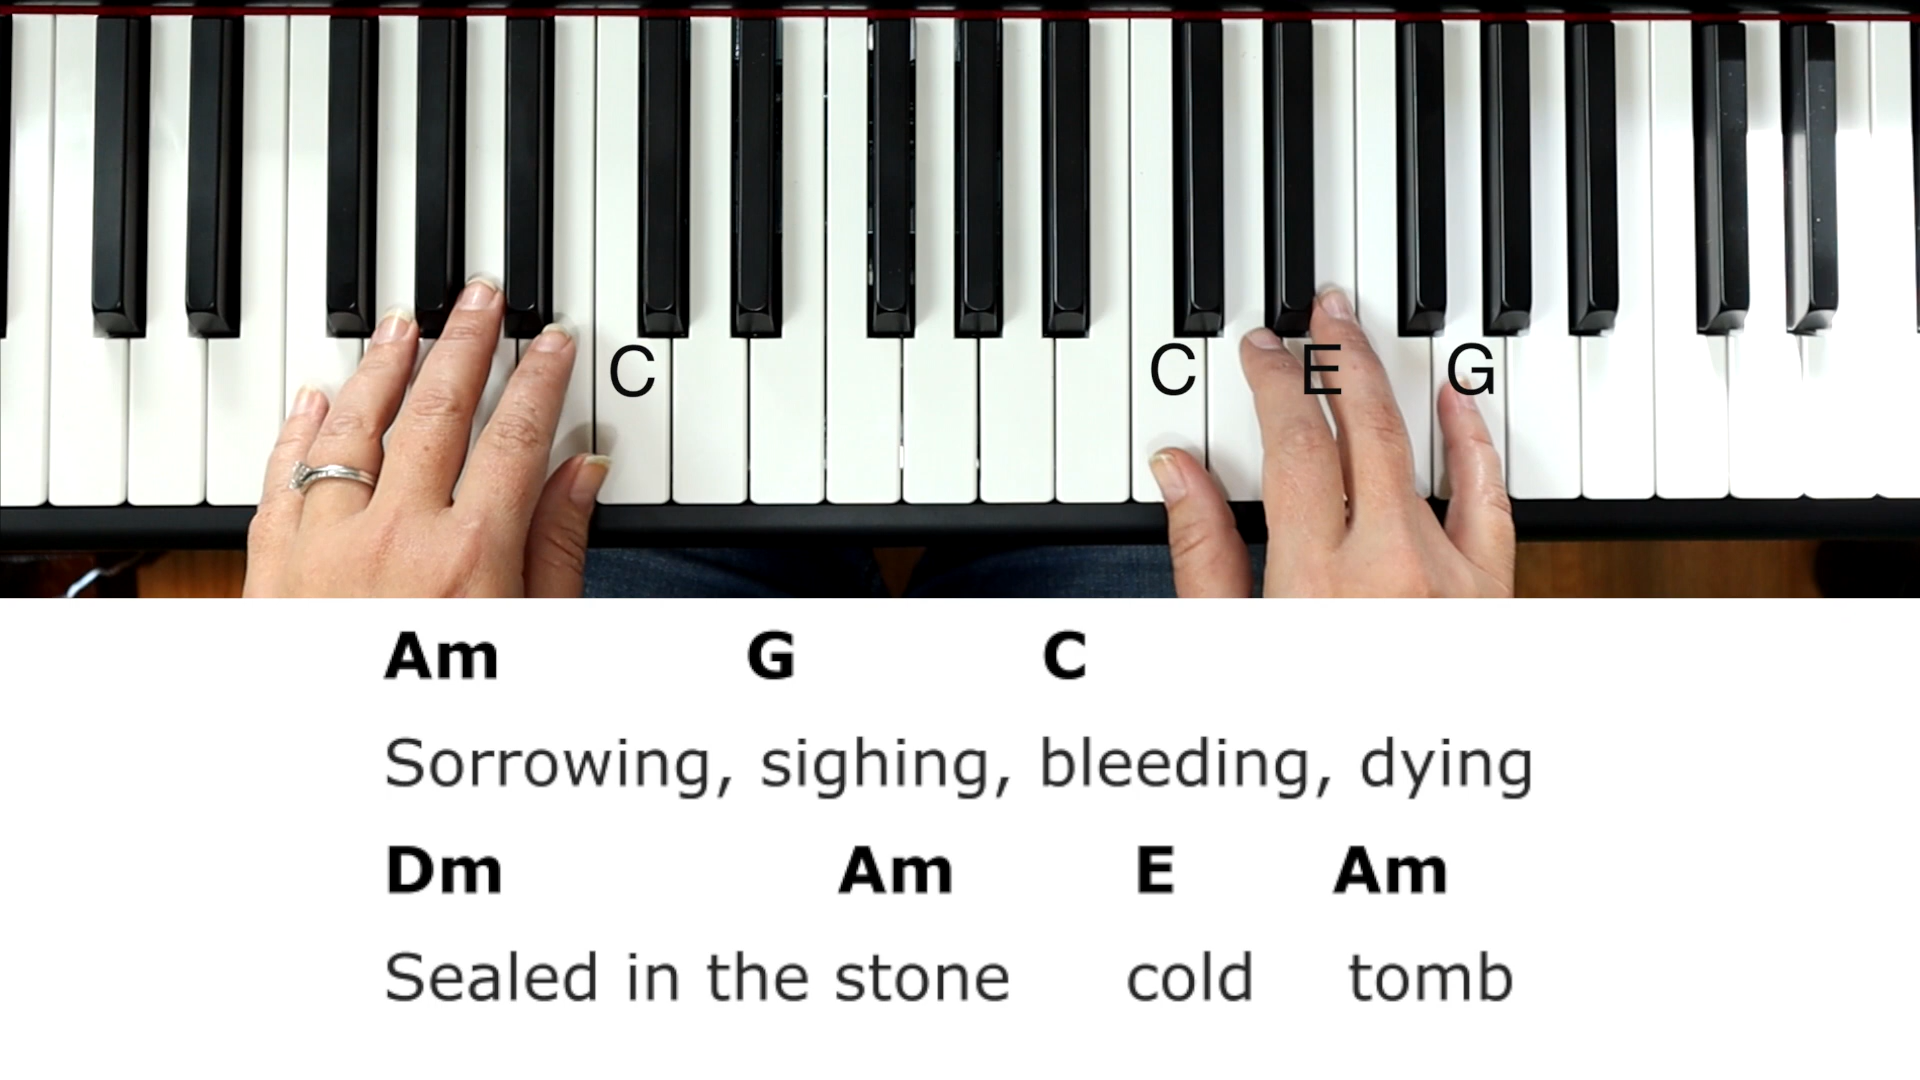 C C E G
Am G C
Sorrowing, sighing, bleeding, dying
Dm Am E Am
Sealed in the stone cold tomb